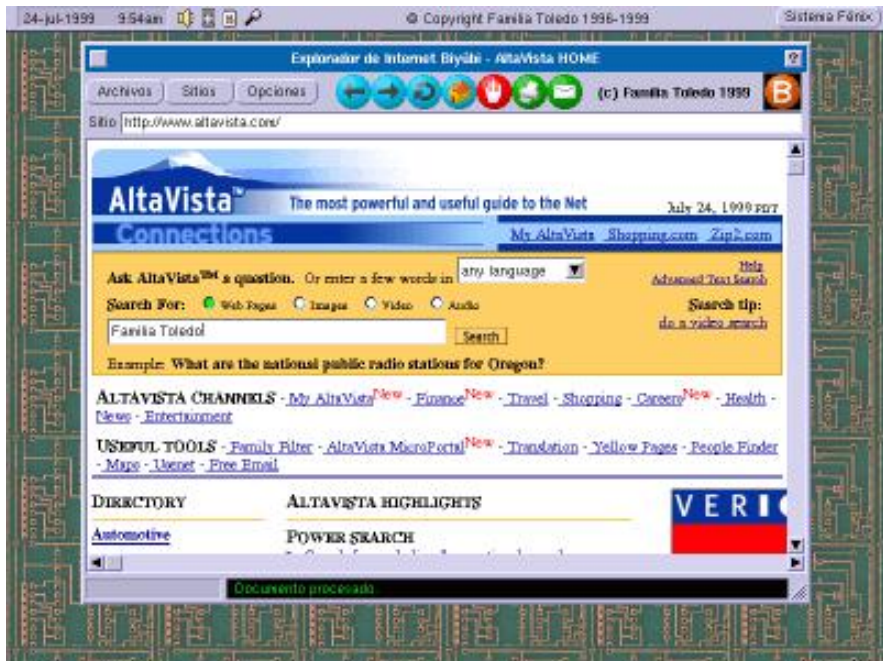 24-jul-1999 9:54am © Copyright Familia Toledo 1996-1999 Sistema Fénix
Explorador de Internet Biyúbi - AltaVista HOME ?
Archivos Sitios Opciones (c) Familia Toledo 1999 B
Sitio http://www.altavista.com/
AltaVista™ The most powerful and useful guide to the Net July 24, 1999 PDT
Connections My AltaVista Shopping.com Zip2.com
Ask AltaVista™ a question. Or enter a few words in any language Help
Advanced Text Search
Search For: Web Pages Images Video Audio Search tip:
Familia Toledo Search do a video search
Example: What are the national public radio stations for Oregon?
ALTAVISTA CHANNELS - My AltaVista New - Finance New - Travel - Shopping - Careers New - Health -
News - Entertainment
USEFUL TOOLS - Family Filter - AltaVista MicroPortal New - Translation - Yellow Pages - People Finder
- Maps - Usenet - Free Email
DIRECTORY ALTAVISTA HIGHLIGHTS VERI
Automotive POWER SEARCH
Documento procesado.